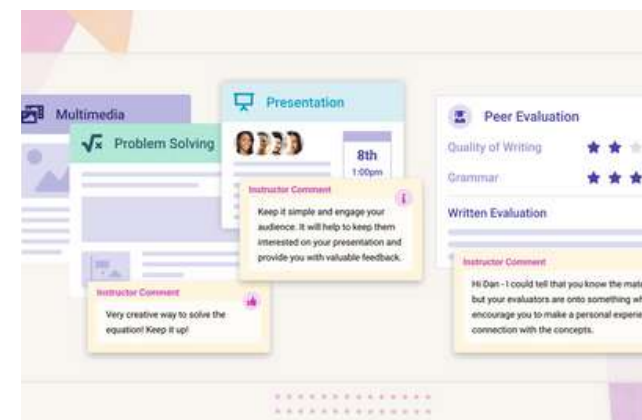 Multimedia
Problem Solving
Presentation
8th
1:00pm
Instructor Comment
Keep it simple and engage your
audience. It will help to keep them
interested on your presentation and
provide you with valuable feedback.
Instructor Comment
Very creative way to solve the
equation! Keep it up!
Peer Evaluation
Quality of Writing
Grammar
Written Evaluation
Instructor Comment
Hi Dan - I could tell that you know the
but your evaluators are onto something
encourage you to make a personal
connection with the concepts.